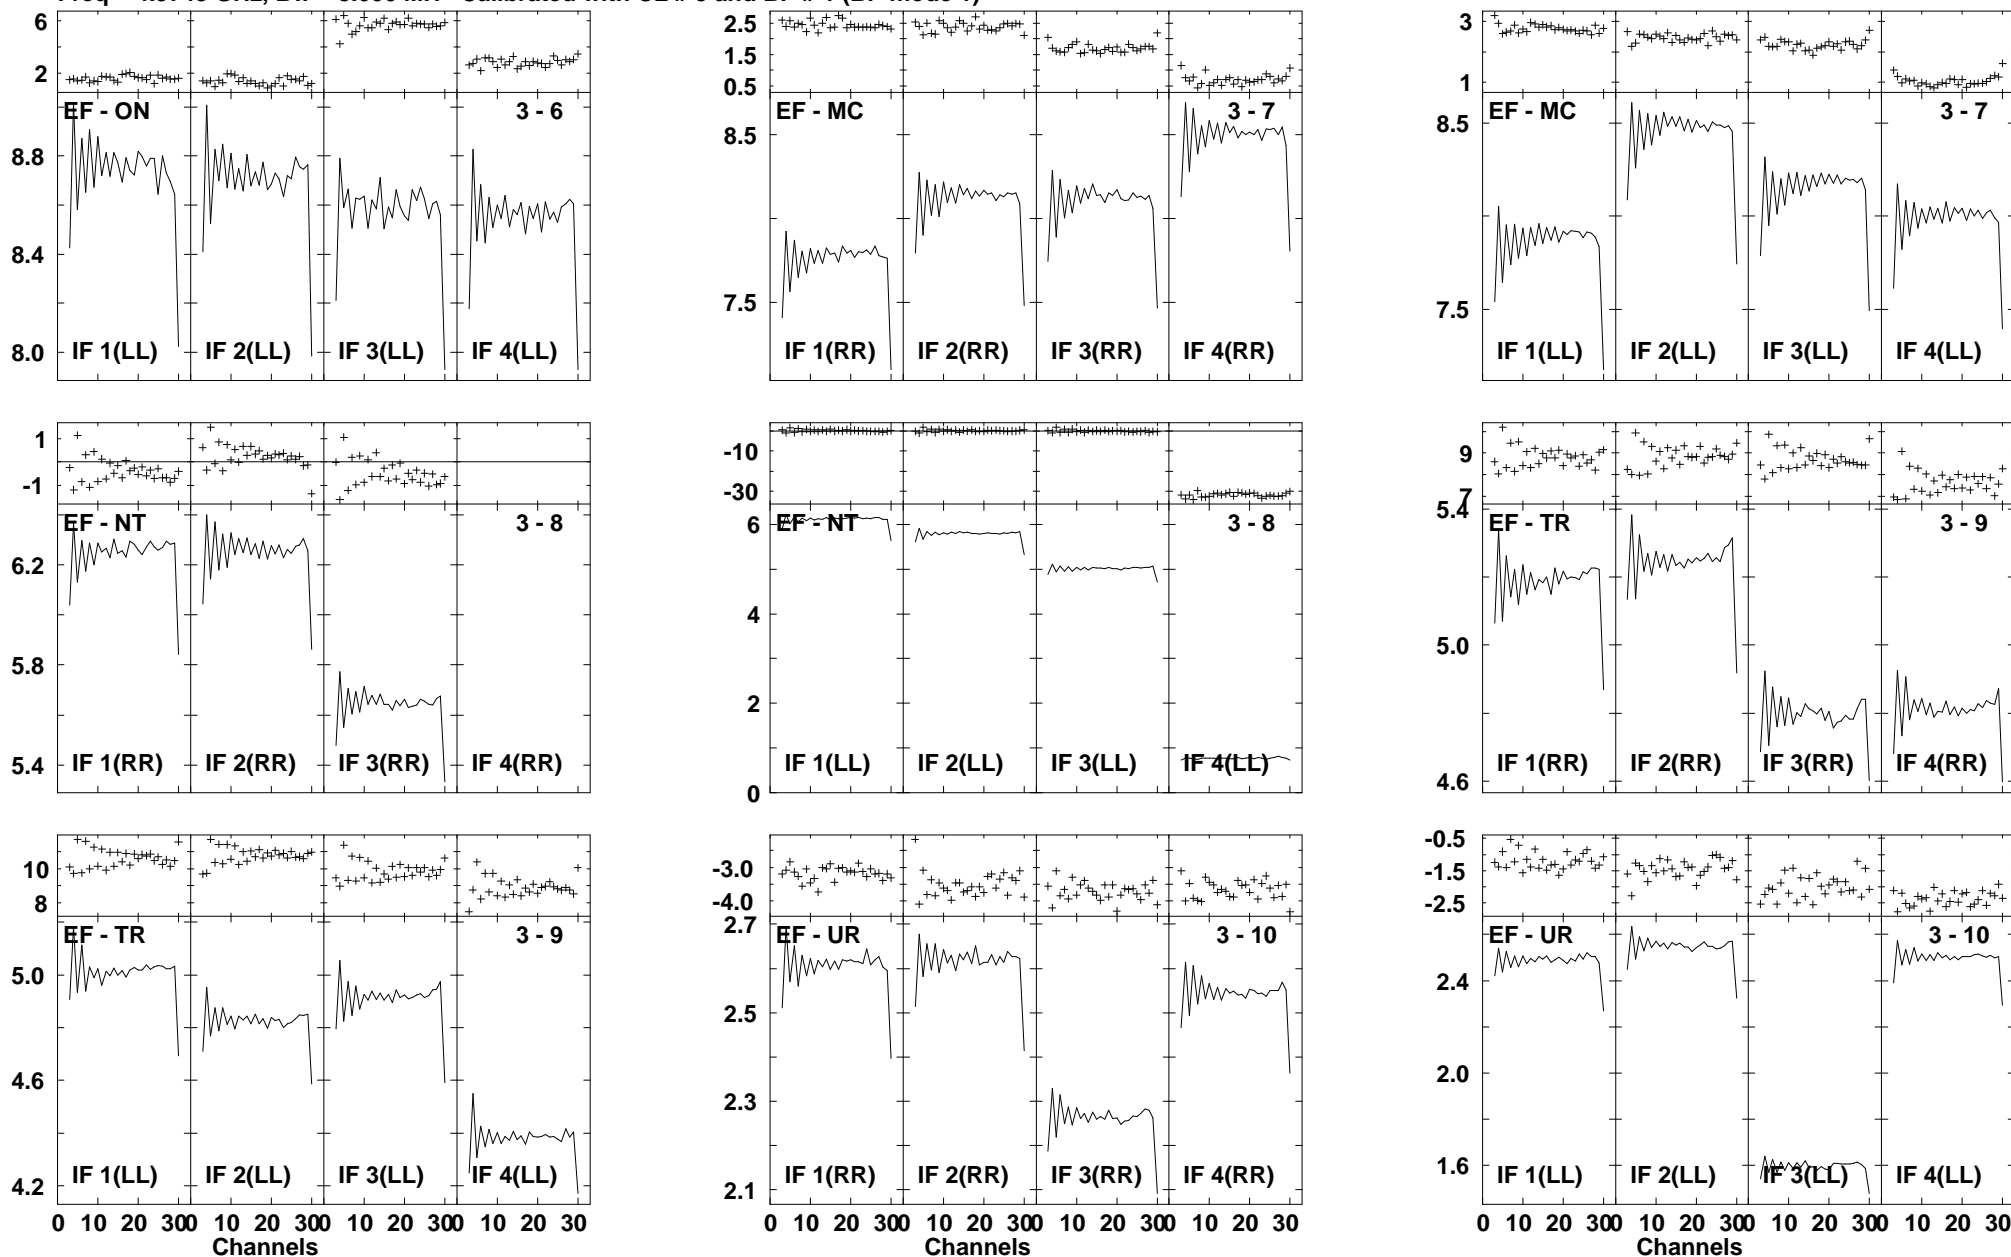 6
2
EF - ON
3 - 6
8.8
8.4
8.0
IF 1(LL)
IF 2(LL)
IF 3(LL)
IF 4(LL)
2.5
1.5
0.5
EF - MC
3 - 7
8.5
7.5
IF 1(RR)
IF 2(RR)
IF 3(RR)
IF 4(RR)
3
1
EF - MC
3 - 7
8.5
7.5
IF 1(LL)
IF 2(LL)
IF 3(LL)
IF 4(LL)
1
-1
EF - NT
3 - 8
6.2
5.8
5.4
IF 1(RR)
IF 2(RR)
IF 3(RR)
IF 4(RR)
-10
-30
EF - NT
3 - 8
6
4
2
0
IF 1(LL)
IF 2(LL)
IF 3(LL)
IF 4(LL)
9
7
5.4
EF - TR
3 - 9
5.0
4.6
IF 1(RR)
IF 2(RR)
IF 3(RR)
IF 4(RR)
10
8
EF - TR
3 - 9
5.0
4.6
4.2
IF 1(LL)
IF 2(LL)
IF 3(LL)
IF 4(LL)
0 10 20 30 0 10 20 30 0 10 20 30 0 10 20 30
Channels
-3.0
-4.0
2.7
EF - UR
3 - 10
2.5
2.3
2.1
IF 1(RR)
IF 2(RR)
IF 3(RR)
IF 4(RR)
0 10 20 30 0 10 20 30 0 10 20 30 0 10 20 30
Channels
-0.5
-1.5
-2.5
EF - UR
3 - 10
2.4
2.0
1.6
IF 1(LL)
IF 2(LL)
IF 3(LL)
IF 4(LL)
0 10 20 30 0 10 20 30 0 10 20 30 0 10 20 30
Channels